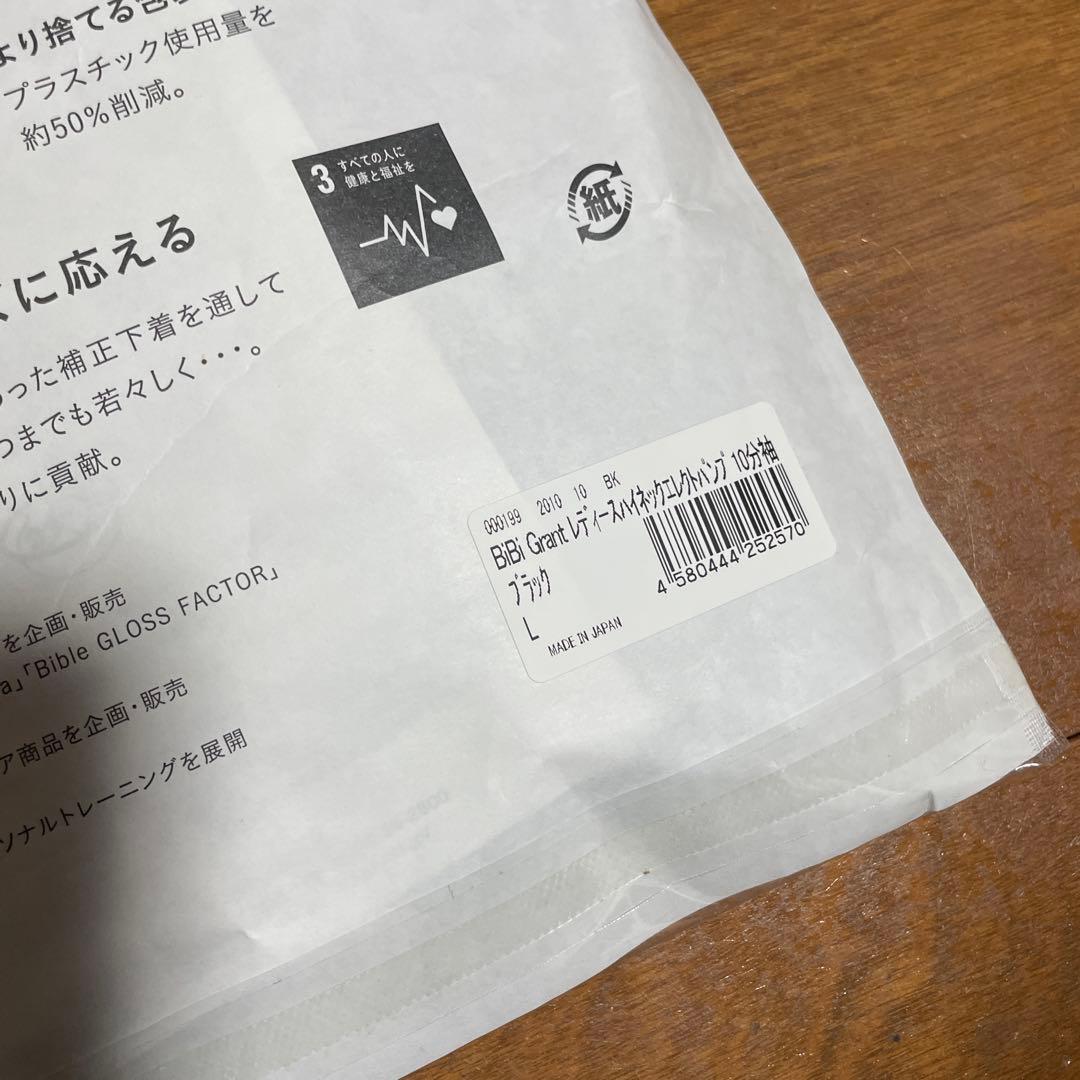 より捨てる
プラスチック使用量を
約50%削減。
3 すべての人に
健康と福祉を
紙
に応える
った補正下着を通して
つまでも若々しく･･･。
りに貢献。
000199 2010 10 BK
BiBi Grant レディースハイネックエレクトパンプ 10分袖
ブラック
4 580444 252570
L
MADE IN JAPAN
を企画・販売
a」「Bible GLOSS FACTOR」
ア商品を企画・販売
ソナルトレーニングを展開